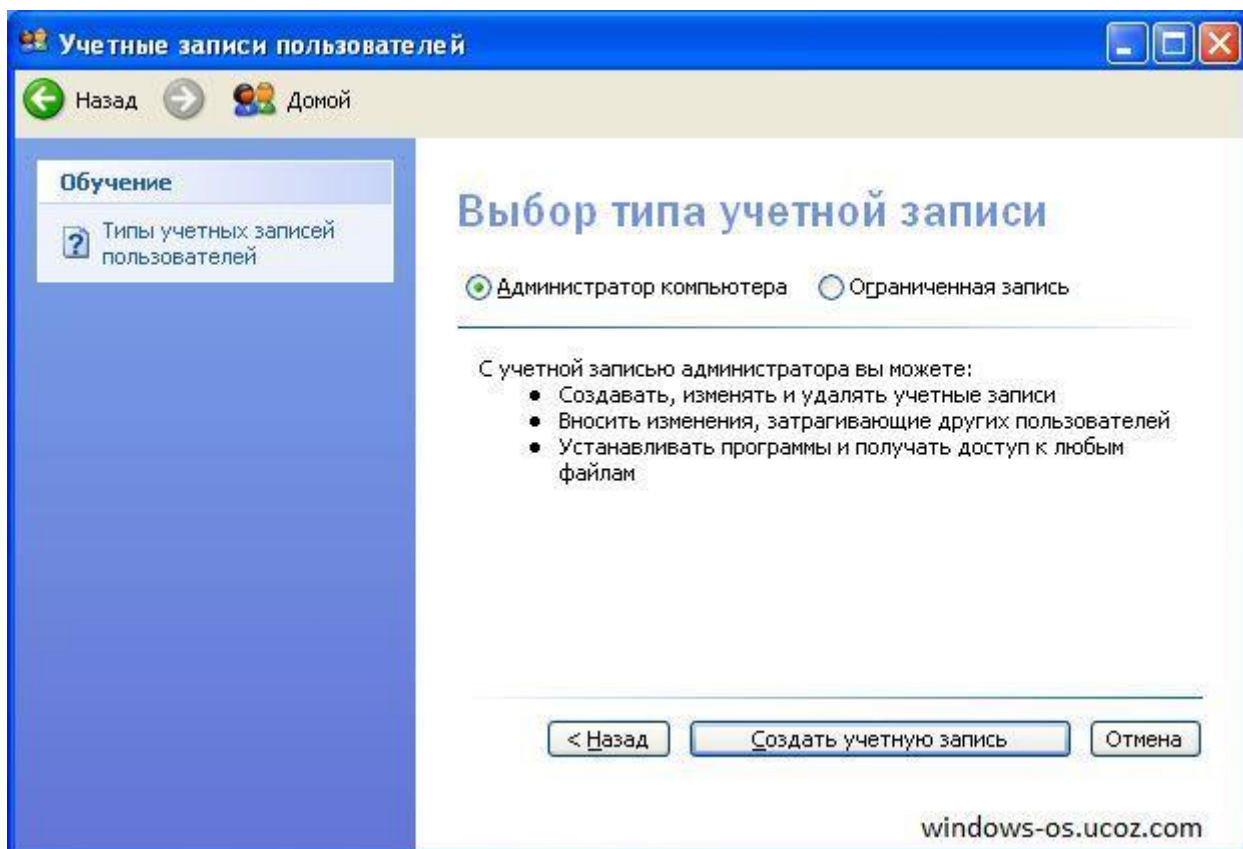 Учетные записи пользователей
Назад
Домой
Обучение
Типы учетных записей
пользователей
Выбор типа учетной записи
Администратор компьютера
Ограниченная запись
С учетной записью администратора вы можете:
● Создавать, изменять и удалять учетные записи
● Вносить изменения, затрагивающие других пользователей
● Устанавливать программы и получать доступ к любым
файлам
< Назад
Создать учетную запись
Отмена
windows-os.ucoz.com